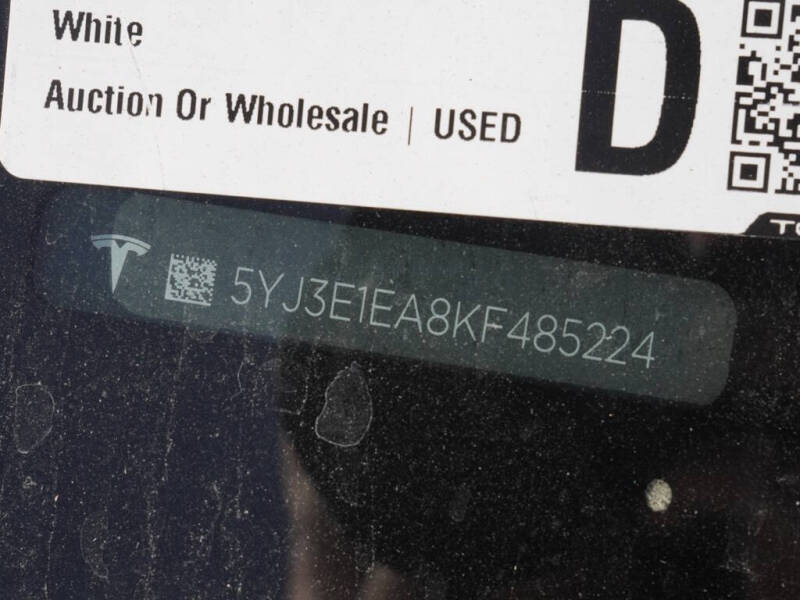 White
Auction Or Wholesale | USED
D
5YJ3E1EA8KF485224